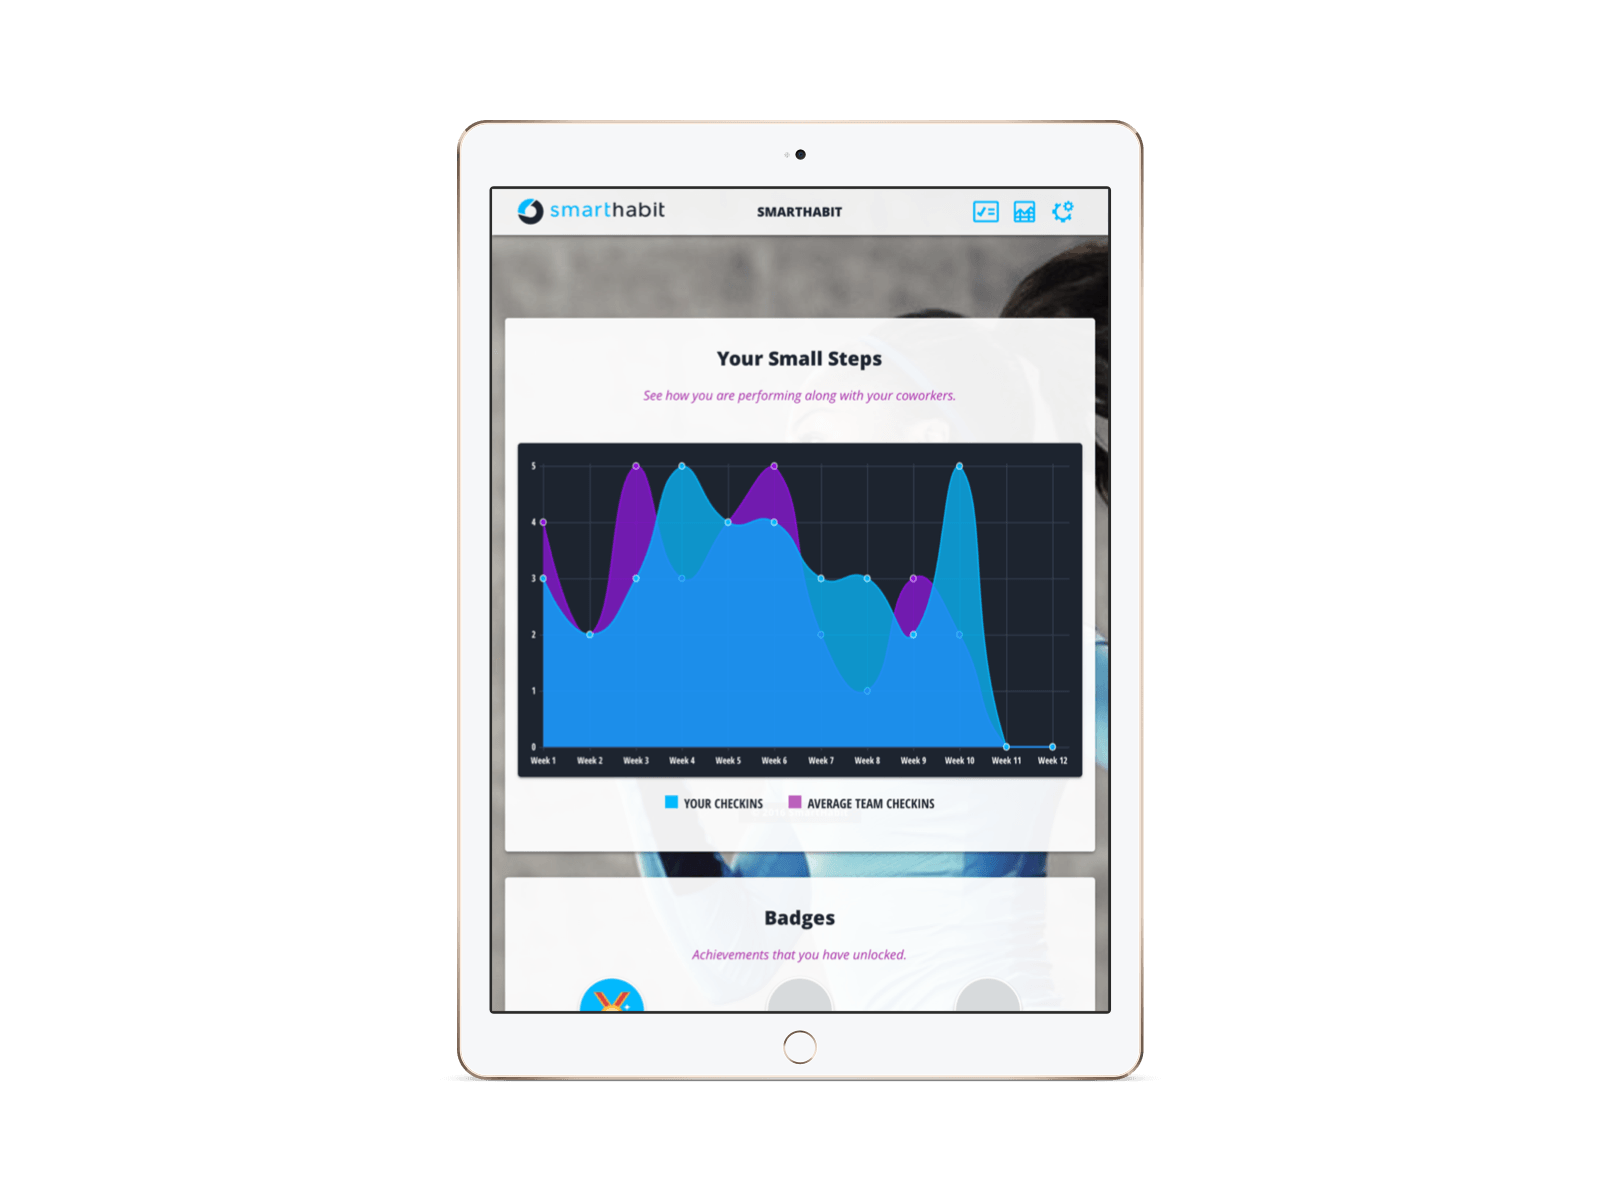 smarthabit
SMARTHABIT
Your Small Steps
See how you are performing along with your coworkers.
5
4
3
2
1
0
Week 1 Week 2 Week 3 Week 4 Week 5 Week 6 Week 7 Week 8 Week 9 Week 10 Week 11 Week 12
YOUR CHECKINS AVERAGE TEAM CHECKINS
Badges
Achievements that you have unlocked.